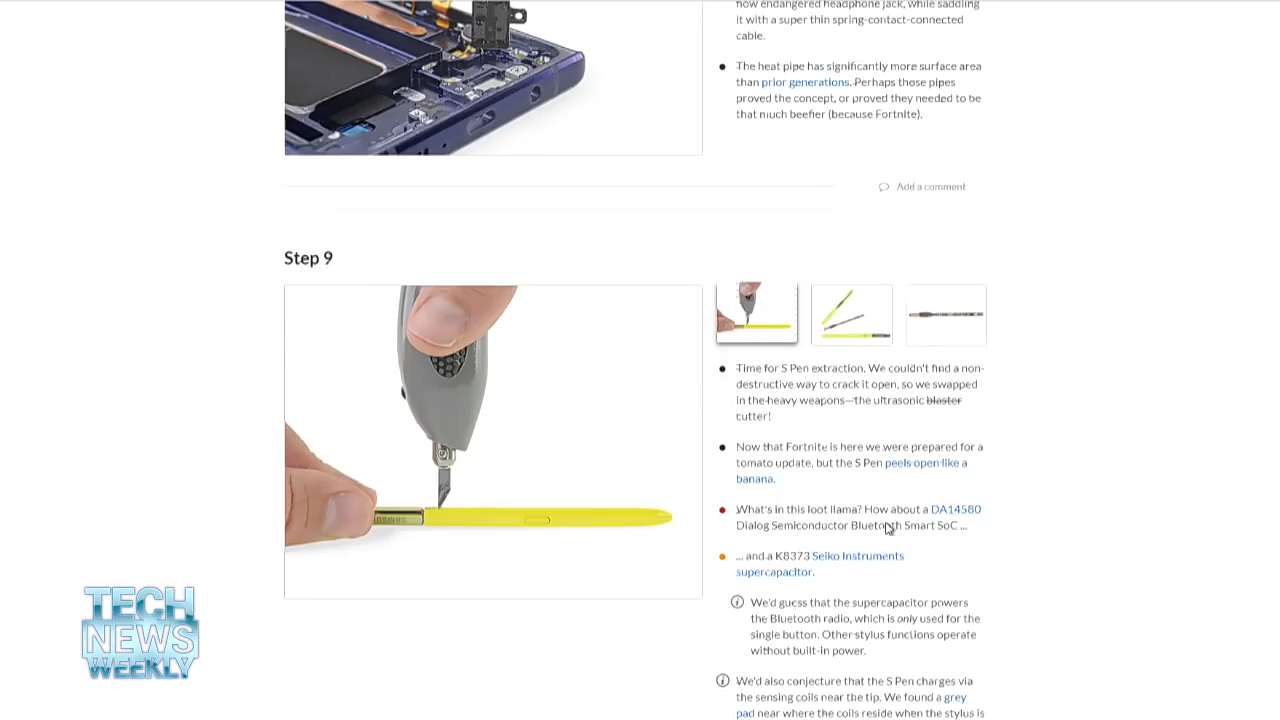 now endangered headphone jack, while saddling
it with a super thin spring-contact-connected
cable.
The heat pipe has significantly more surface area
than prior generations. Perhaps those pipes
proved the concept, or proved they needed to be
that much beefier (because Fortnite).
Add a comment
Step 9
Time for S Pen extraction. We couldn't find a non-
destructive way to crack it open, so we swapped
in the heavy weapons—the ultrasonic blaster
cutter!
Now that Fortnite is here we were prepared for a
tomato update, but the S Pen peels open like a
banana.
What's in this loot llama? How about a DA14580
Dialog Semiconductor Bluetooth Smart SoC ...
... and a K8373 Seiko Instruments
supercapacitor.
We'd guess that the supercapacitor powers
the Bluetooth radio, which is only used for the
single button. Other stylus functions operate
without built-in power.
We'd also conjecture that the S Pen charges via
the sensing coils near the tip. We found a grey
pad near where the coils reside when the stylus is
SAMSUNG
TECH
NEWS
WEEKLY